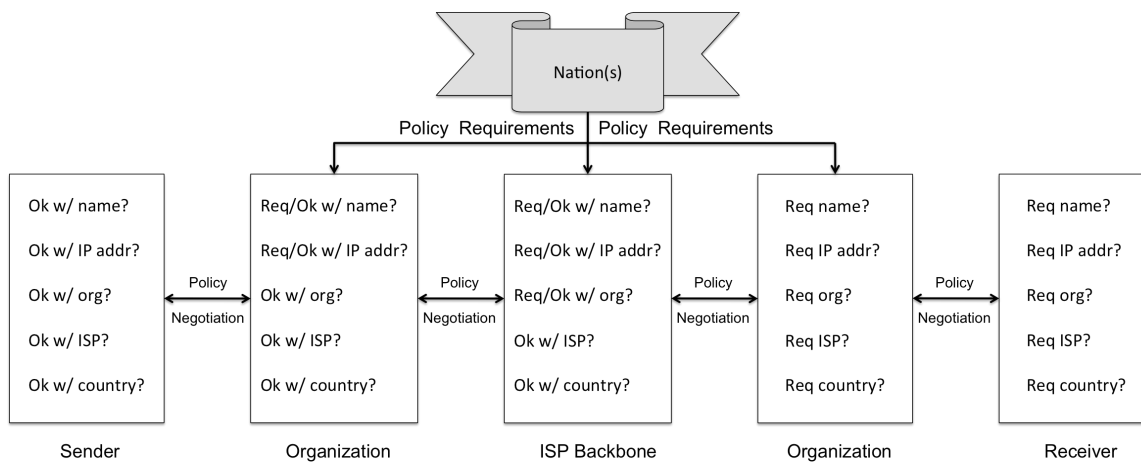 Nation(s)
Policy Requirements
Policy Requirements
Ok w/ name?
Ok w/ IP addr?
Ok w/ org?
Ok w/ ISP?
Ok w/ country?
Sender
Policy
Negotiation
Req/Ok w/ name?
Req/Ok w/ IP addr?
Ok w/ org?
Ok w/ ISP?
Ok w/ country?
Organization
Policy
Negotiation
Req/Ok w/ name?
Req/Ok w/ IP addr?
Req/Ok w/ org?
Ok w/ ISP?
Ok w/ country?
ISP Backbone
Policy
Negotiation
Req name?
Req IP addr?
Req org?
Req ISP?
Req country?
Organization
Policy
Negotiation
Req name?
Req IP addr?
Req org?
Req ISP?
Req country?
Receiver